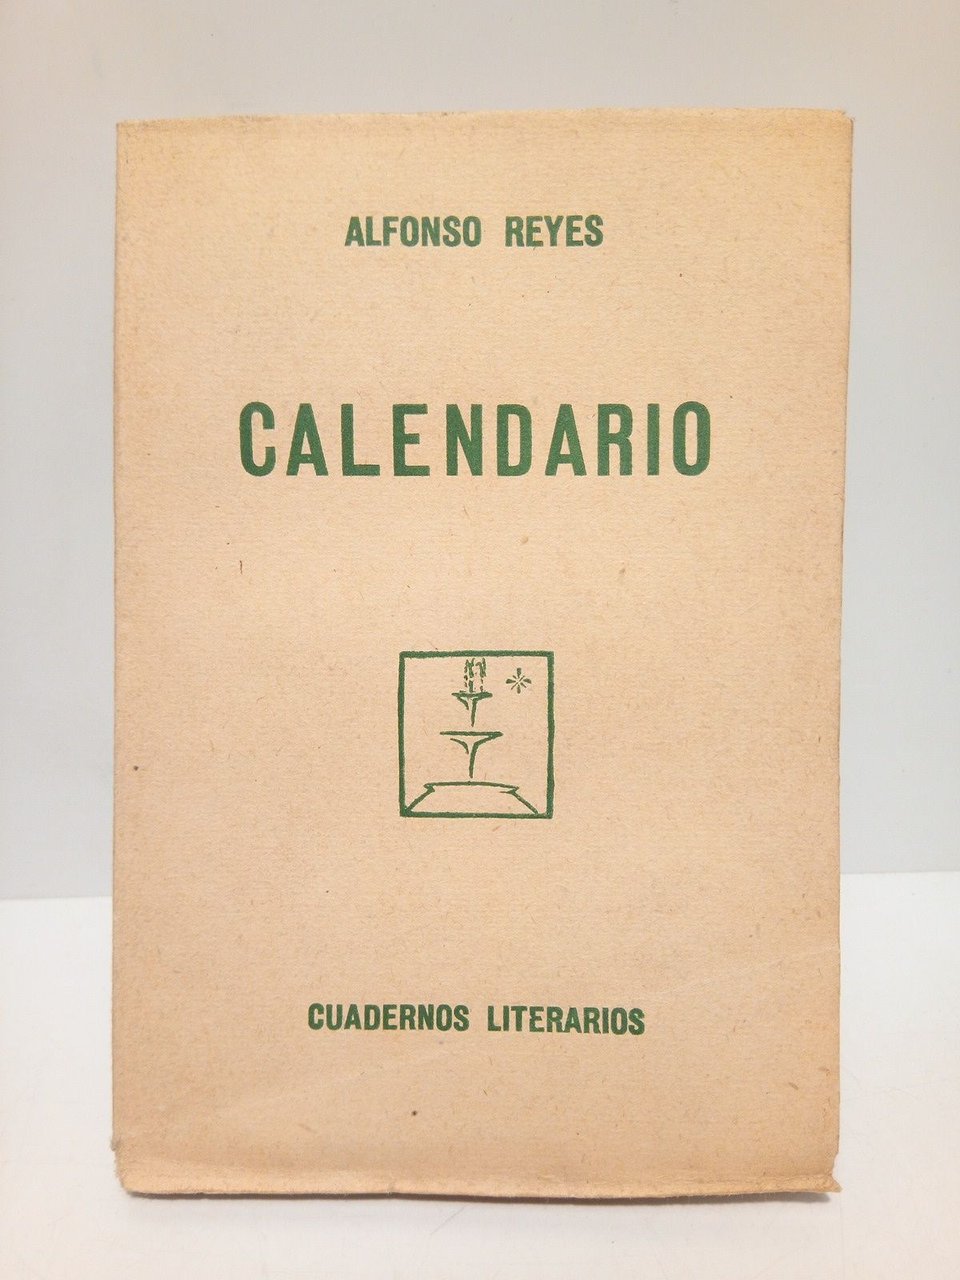 ALFONSO REYES
CALENDARIO
CUADERNOS LITERARIOS